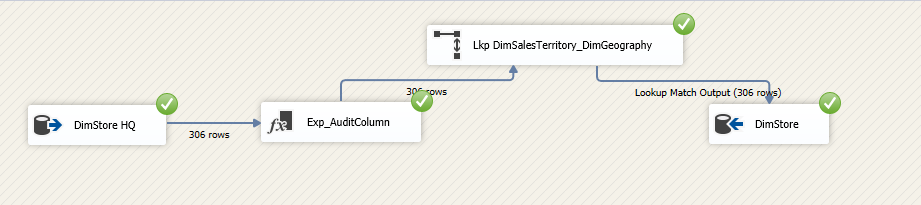 Lkp DimSalesTerritory_DimGeography
306 rows
Lookup Match Output (306 rows)
DimStore HQ
306 rows
Exp_AuditColumn
DimStore